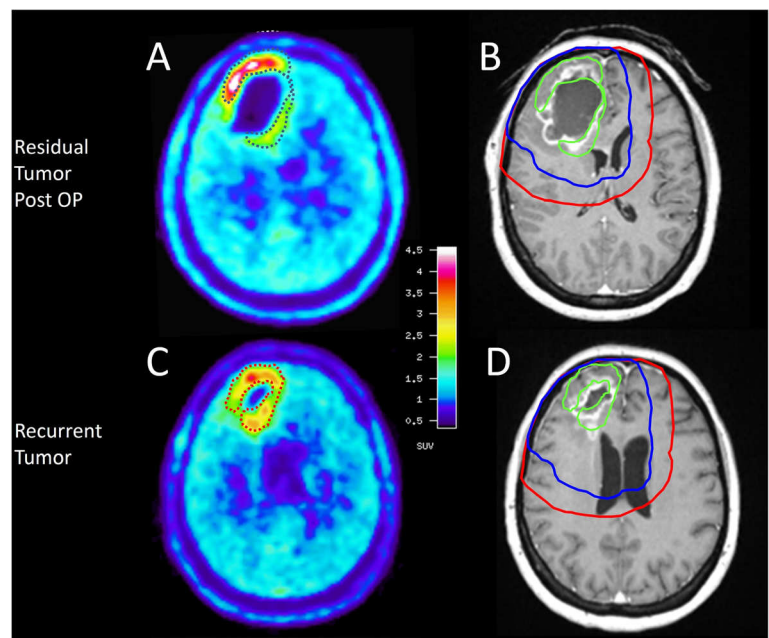 A
B
Residual
Tumor
Post OP
4.5
4
3.5
3
2.5
2
1.5
1
0.5
SUV
C
D
Recurrent
Tumor